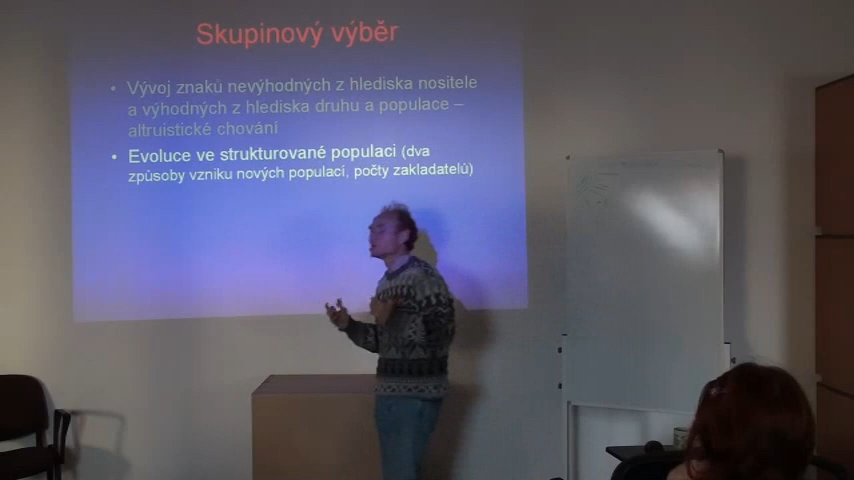 Skupinový výběr
• Vývoj znaků nevýhodných z hlediska nositele
a výhodných z hlediska druhu a populace –
altruistické chování
• Evoluce ve strukturované populaci (dva
způsoby vzniku nových populací, počty zakladatelů)